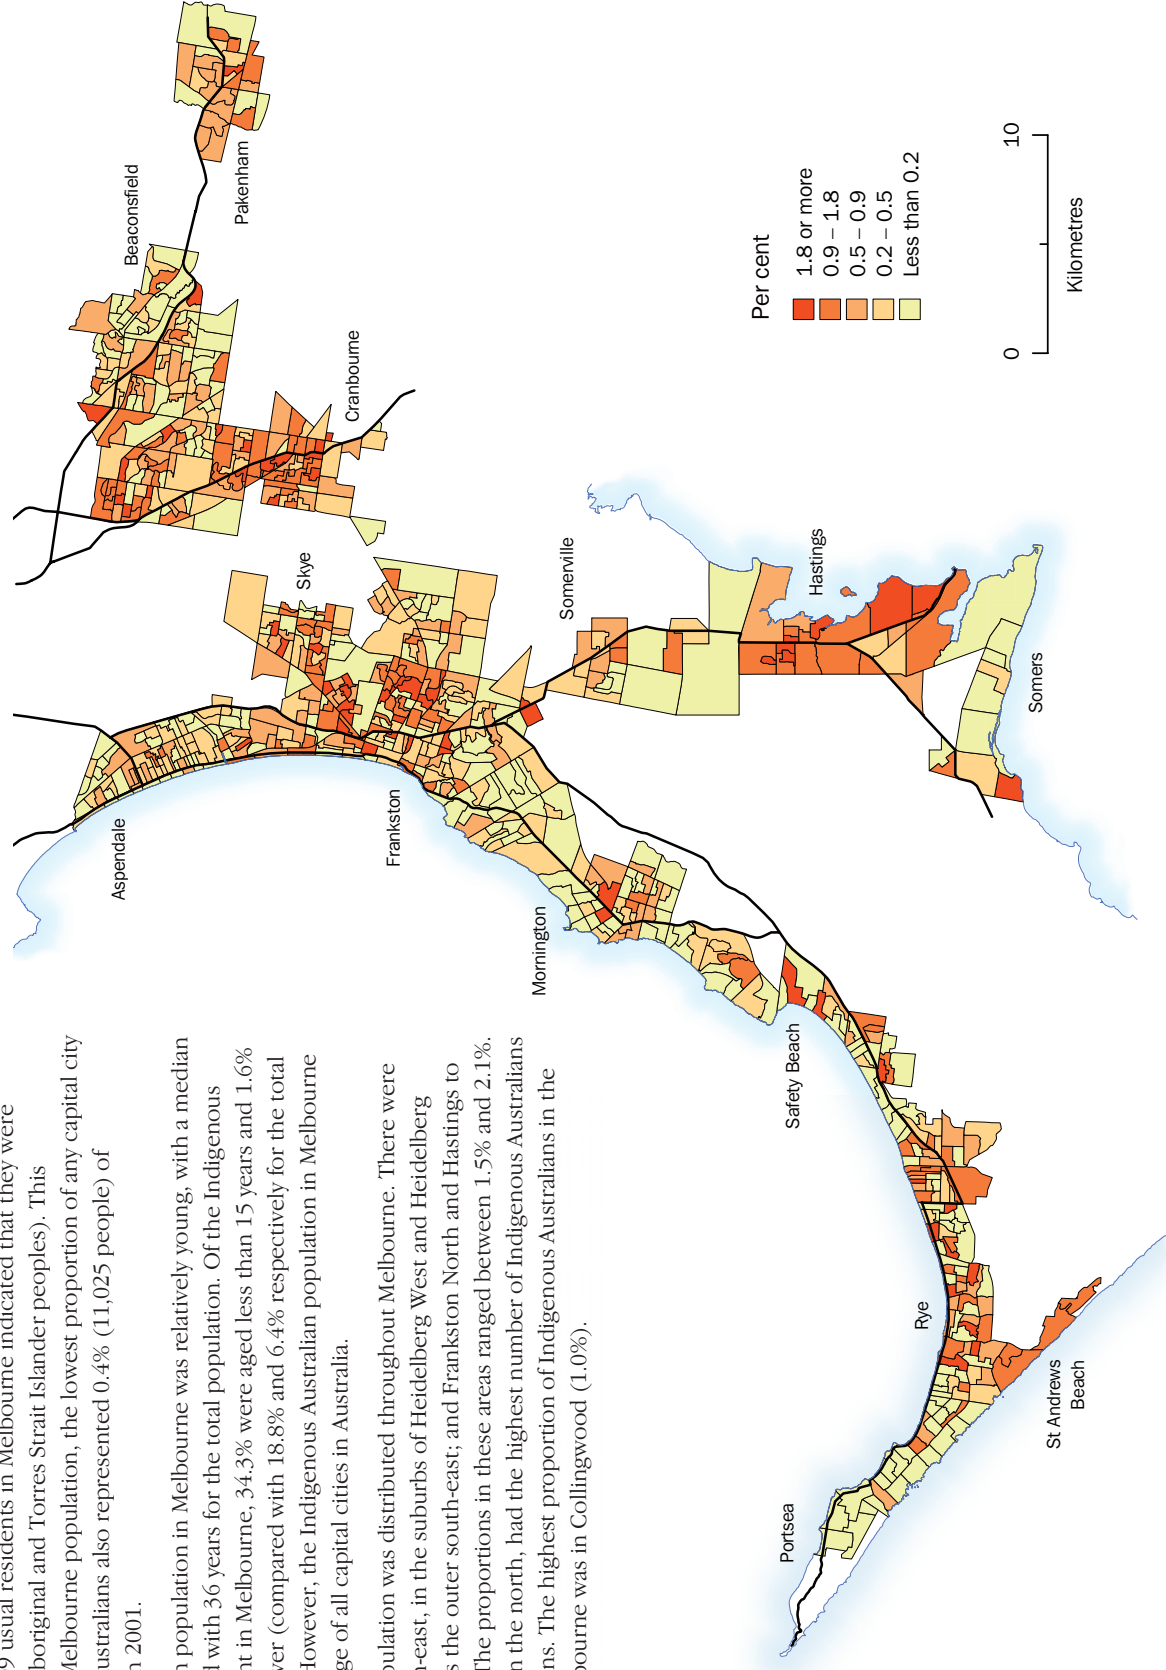 9 usual residents in Melbourne indicated that they were
boriginal and Torres Strait Islander peoples). This
Melbourne population, the lowest proportion of any capital city
ustralians also represented 0.4% (11,025 people) of
n 2001.
n population in Melbourne was relatively young, with a median
d with 36 years for the total population. Of the Indigenous
nt in Melbourne, 34.3% were aged less than 15 years and 1.6%
ver (compared with 18.8% and 6.4% respectively for the total
However, the Indigenous Australian population in Melbourne
ge of all capital cities in Australia.
pulation was distributed throughout Melbourne. There were
h-east, in the suburbs of Heidelberg West and Heidelberg
s the outer south-east; and Frankston North and Hastings to
The proportions in these areas ranged between 1.5% and 2.1%.
n the north, had the highest number of Indigenous Australians
ns. The highest proportion of Indigenous Australians in the
bourne was in Collingwood (1.0%).
Aspendale
Beaconsfield
Pakenham
Cranbourne
Skye
Frankston
Mornington
Somerville
Hastings
Somers
Safety Beach
Rye
St Andrews
Beach
Portsea
Per cent
1.8 or more
0.9 – 1.8
0.5 – 0.9
0.2 – 0.5
Less than 0.2
0 10
Kilometres